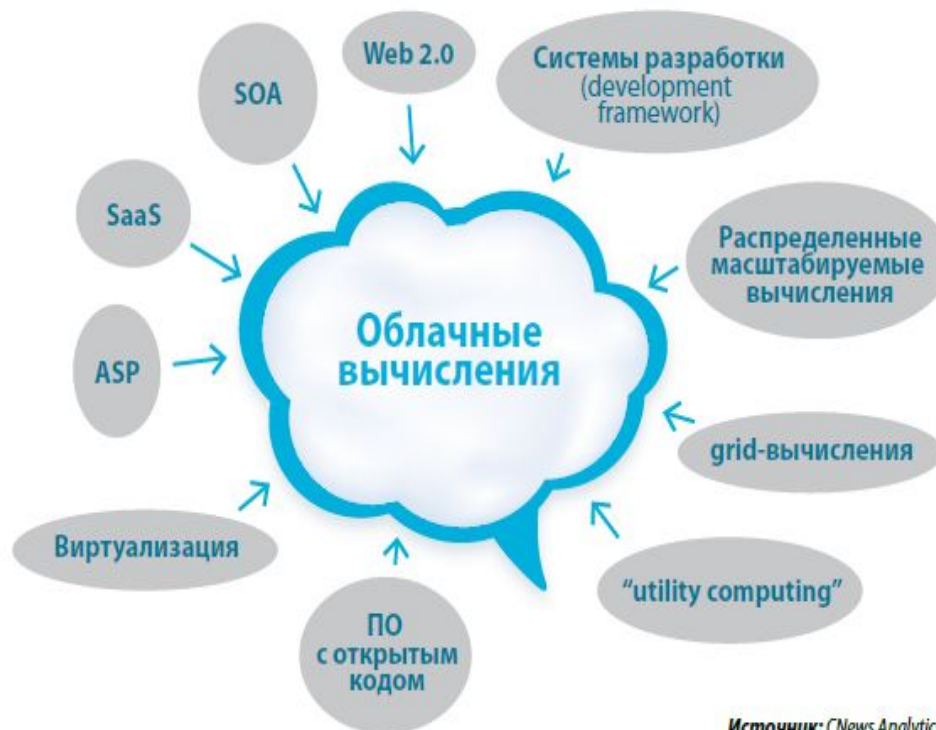 Web 2.0
Системы разработки
(development
framework)
SOA
SaaS
Распределенные
масштабируемые
вычисления
Облачные
вычисления
ASP
grid-вычисления
Виртуализация
“utility computing”
ПО
с открытым
кодом
Источник: CNews Analytic